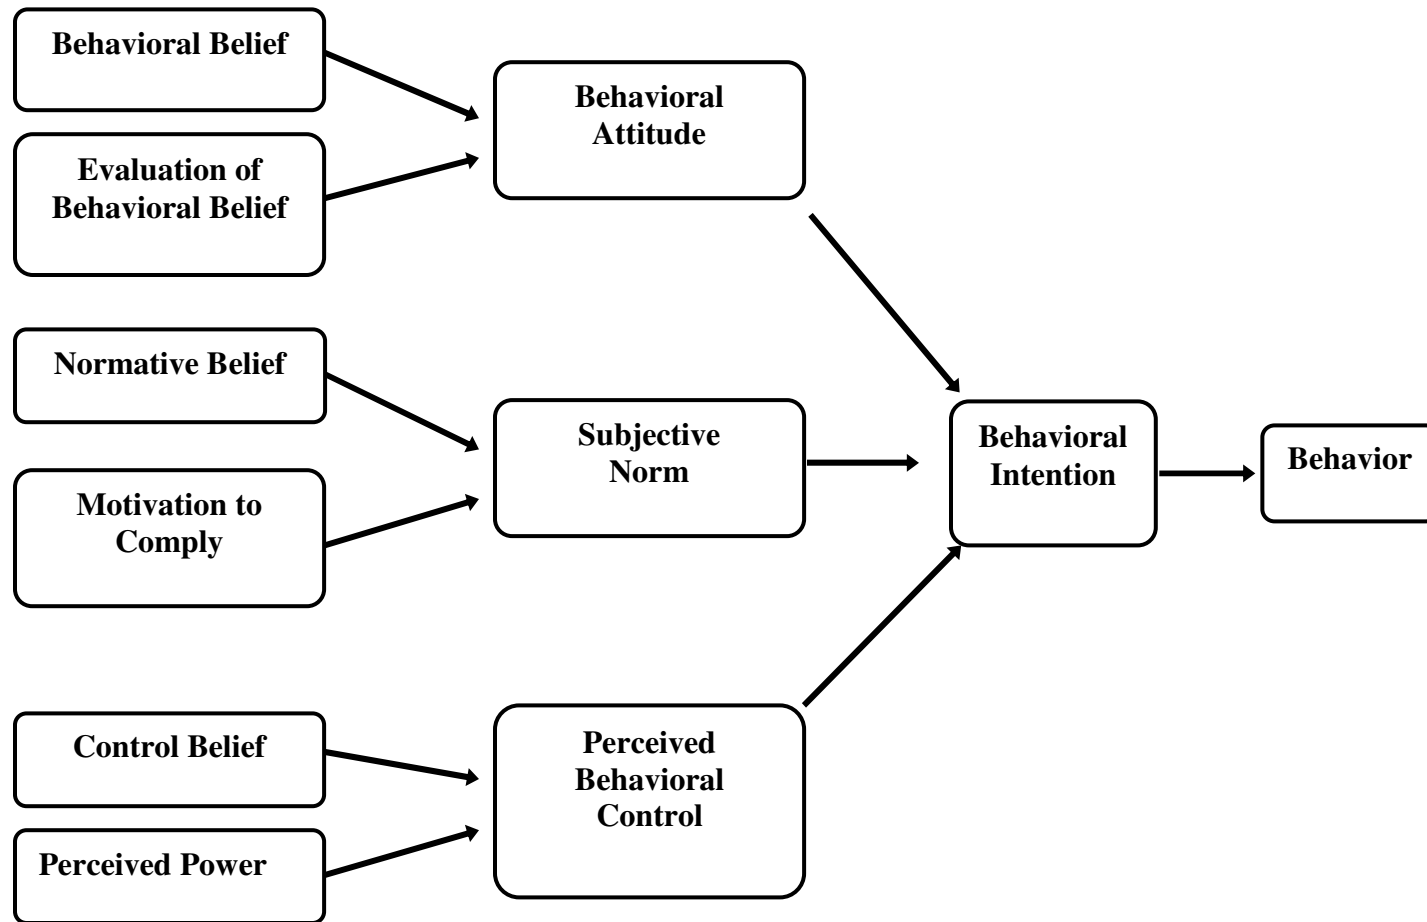 Behavioral Belief
Evaluation of
Behavioral Belief
Behavioral
Attitude
Normative Belief
Motivation to
Comply
Subjective
Norm
Control Belief
Perceived Power
Perceived
Behavioral
Control
Behavioral
Intention
Behavior